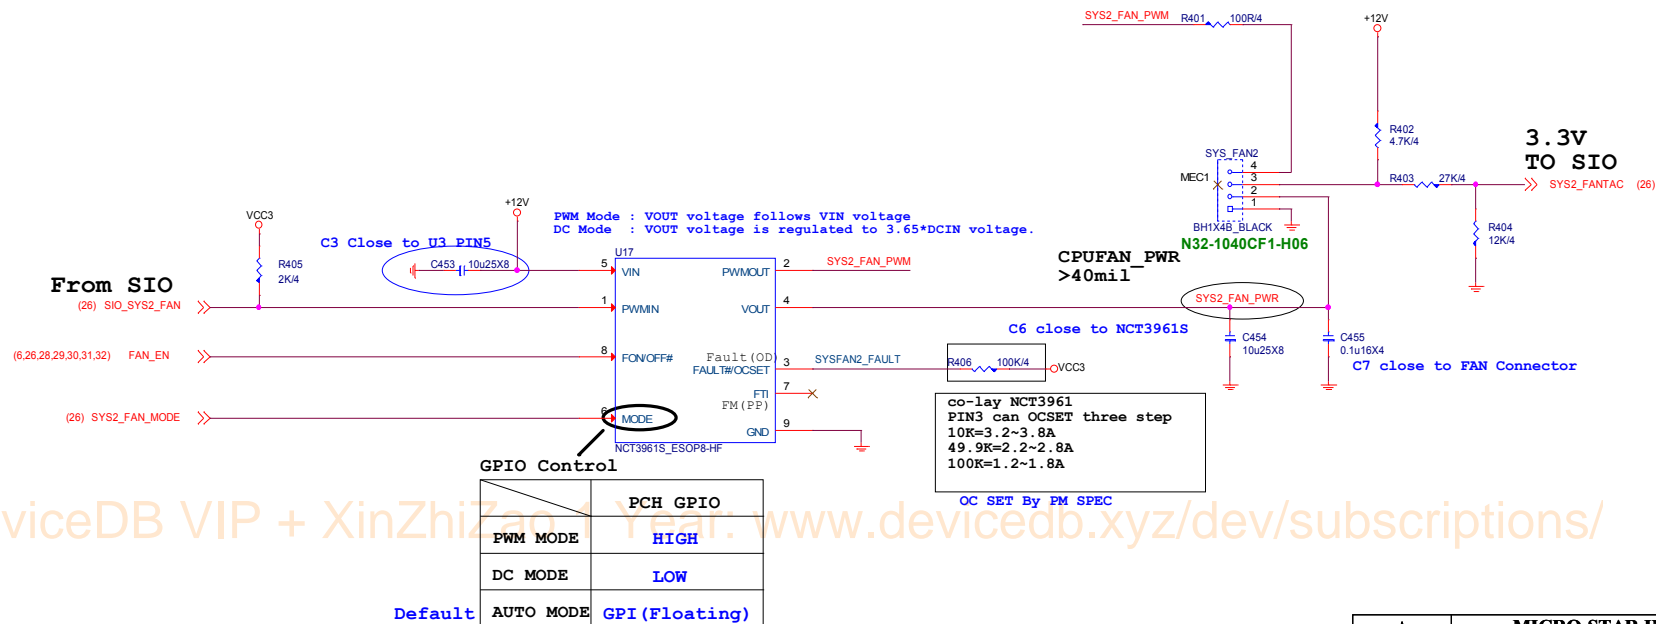 SYS2_FAN_PWM R401 100R/4
+12V
R402
4.7K/4
3.3V
TO SIO
SYS_FAN2
4
3
2
1
MEC1
R403 27K/4
SYS2_FANTAC (26)
BH1X4B_BLACK
N32-1040CF1-H06
R404
12K/4
VCC3
+12V
PWM Mode : VOUT voltage follows VIN voltage
DC Mode : VOUT voltage is regulated to 3.65*DCIN voltage.
C3 Close to U3 PIN5
R405
2K/4
C453 10u25X8
U17
5 VIN
PWMOUT 2 SYS2_FAN_PWM
CPUFAN_PWR
>40mil
From SIO
(26) SIO_SYS2_FAN
1 PWMIN
VOUT 4
SYS2_FAN_PWR
C6 close to NCT3961S
C454
10u25X8
C455
0.1u16X4
C7 close to FAN Connector
(6,26,28,29,30,31,32) FAN_EN
8 FON/OFF#
Fault(OD)
FAULT#/OCSET 3 SYSFAN2_FAULT
R406 100K/4 VCC3
FTI 7
FM(PP)
(26) SYS2_FAN_MODE
6 MODE
GND 9
NCT3961S_ESOP8-HF
co-lay NCT3961
PIN3 can OCSET three step
10K=3.2~3.8A
49.9K=2.2~2.8A
100K=1.2~1.8A
OC SET By PM SPEC
GPIO Control
PCH GPIO
PWM MODE HIGH
DC MODE LOW
Default AUTO MODE GPI(Floating)
viceDB VIP + XinZhiZao 1 Year: www.devicedb.xyz/dev/subscriptions/